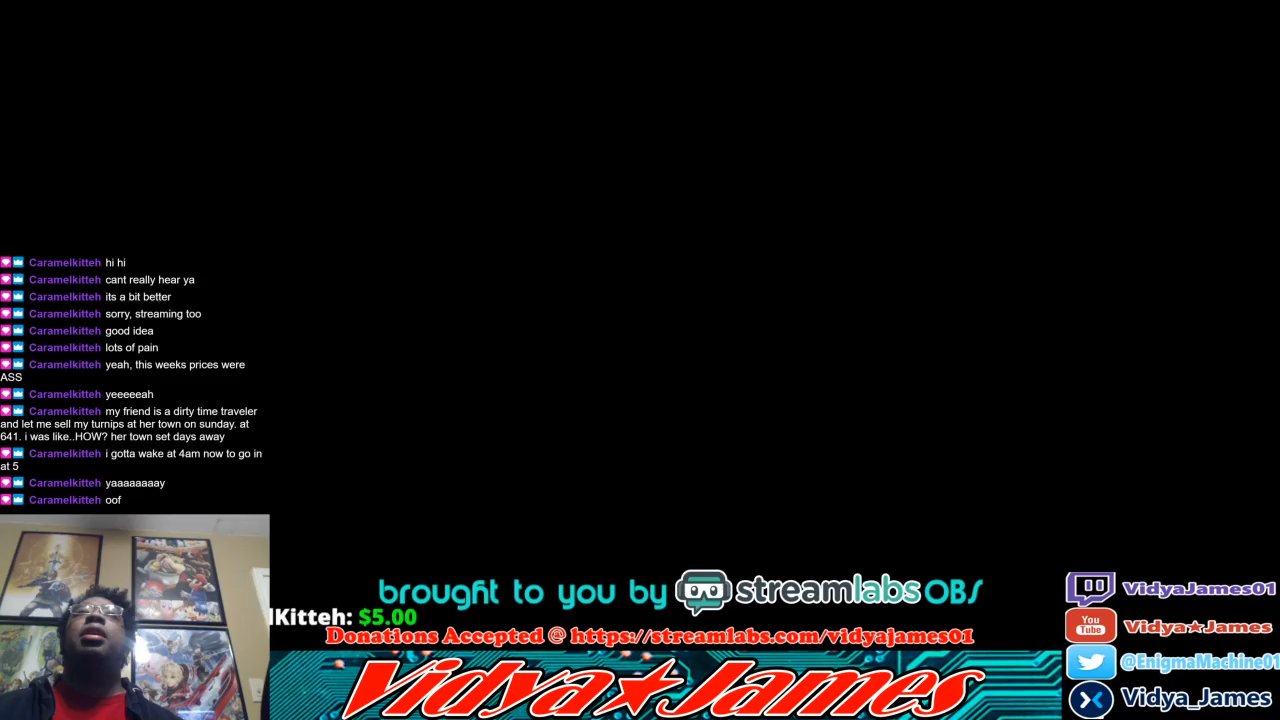 Caramelkitteh hi hi
Caramelkitteh cant really hear ya
Caramelkitteh its a bit better
Caramelkitteh sorry, streaming too
Caramelkitteh good idea
Caramelkitteh lots of pain
Caramelkitteh yeah, this weeks prices were
ASS
Caramelkitteh yeeeeeah
Caramelkitteh my friend is a dirty time traveler
and let me sell my turnips at her town on sunday. at
641. i was like..HOW? her town set days away
Caramelkitteh i gotta wake at 4am now to go in
at 5
Caramelkitteh yaaaaaaaay
Caramelkitteh oof
brought to you by streamlabs OBS
lKitteh: $5.00
Donations Accepted @ https://streamlabs.com/vidyajames01
Vidya★James
VidyaJames01
You Tube Vidya★James
@EnigmaMachine01
Vidya_James